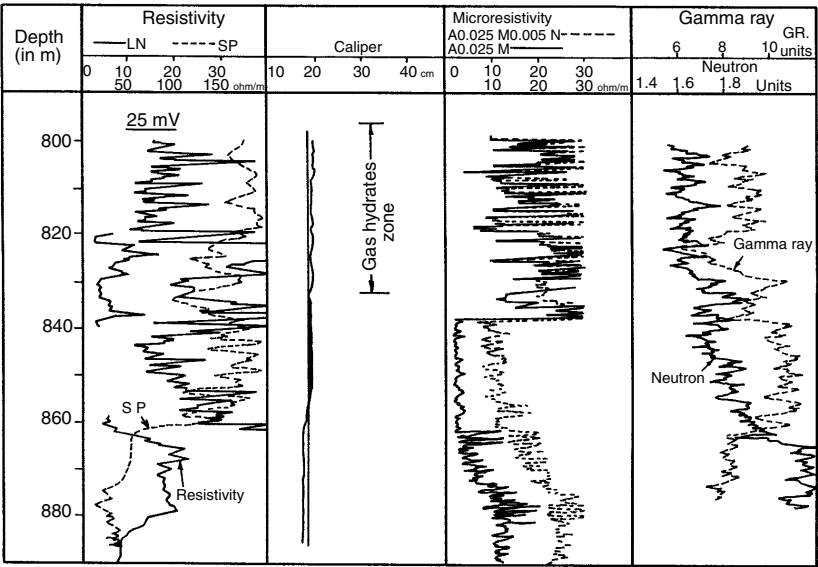 Depth
(in m)
Resistivity
LN SP
0 10 20 30
50 100 150 ohm/m
Caliper
10 20 30 40 cm
Microresistivity
A0.025 M0.005 N
A0.025 M
0 10 20 30
10 20 30 ohm/m
Gamma ray
GR.
6 8 10 units
Neutron
1.4 1.6 1.8 Units
25 mV
800
820
840
860
880
Gas hydrates
zone
S P
Resistivity
Gamma ray
Neutron